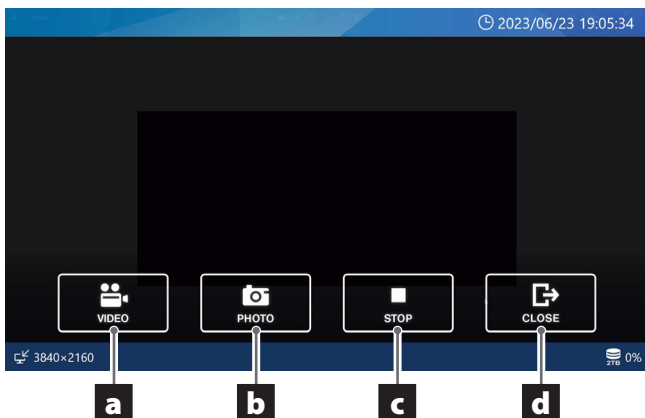 2023/06/23 19:05:34
VIDEO
PHOTO
STOP
CLOSE
3840×2160
2TB
0%
a
b
c
d